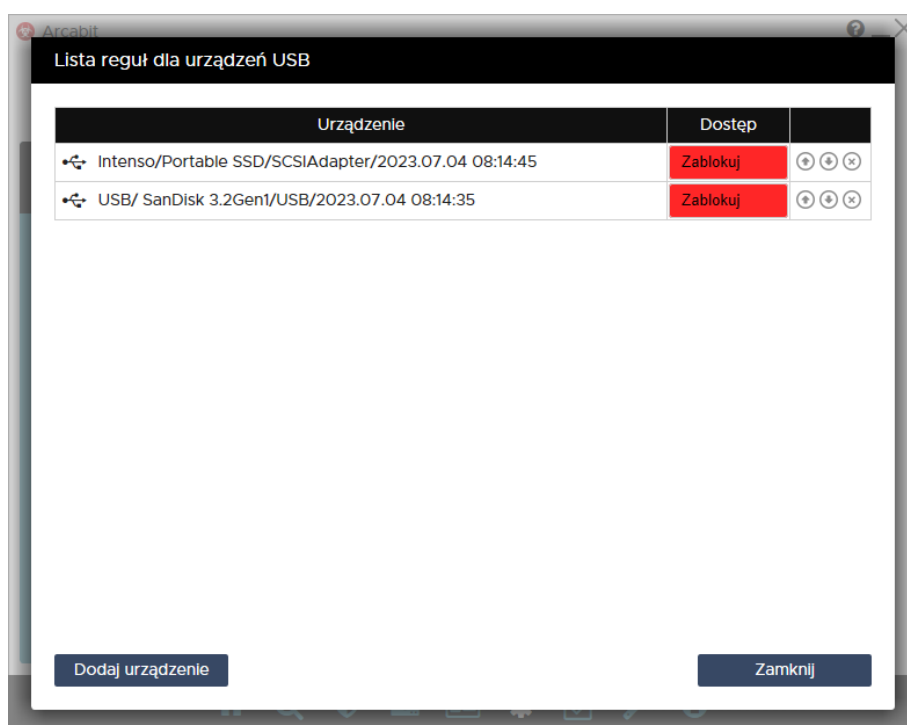 Arcabit
Lista reguł dla urządzeń USB
Urządzenie Dostęp
Intenso/Portable SSD/SCSIAdapter/2023.07.04 08:14:45 Zablokuj
USB/ SanDisk 3.2Gen1/USB/2023.07.04 08:14:35 Zablokuj
Dodaj urządzenie Zamknij